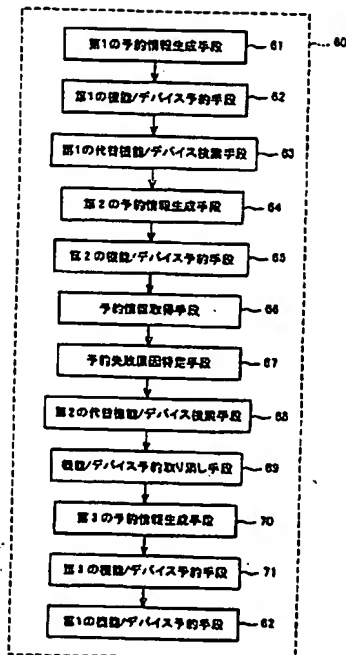 第1の予約情報生成手段 61
60
第1の機能/デバイス予約手段 62
第1の代替機能/デバイス検索手段 63
第2の予約情報生成手段 64
第2の機能/デバイス予約手段 65
予約情報取得手段 66
予約失敗原因特定手段 67
第2の代替機能/デバイス検索手段 68
機能/デバイス予約取り消し手段 69
第3の予約情報生成手段 70
第3の機能/デバイス予約手段 71
第1の機能/デバイス予約手段 62